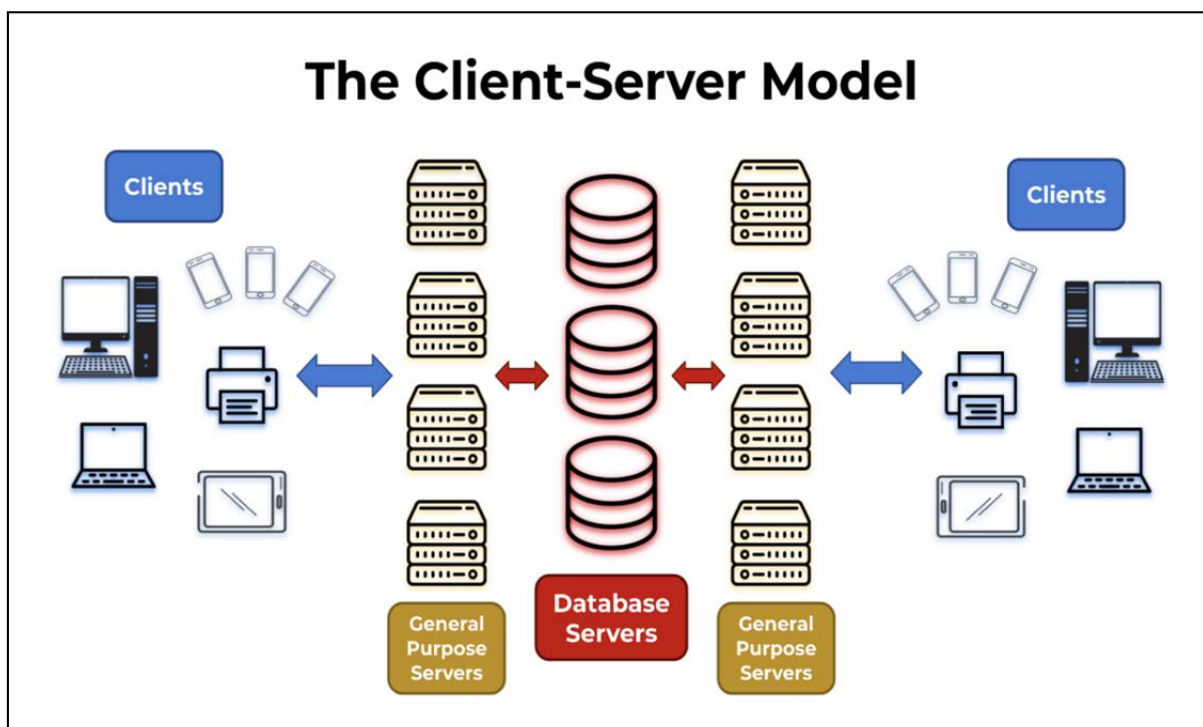 The Client-Server Model
Clients
Clients
General
Purpose
Servers
Database
Servers
General
Purpose
Servers